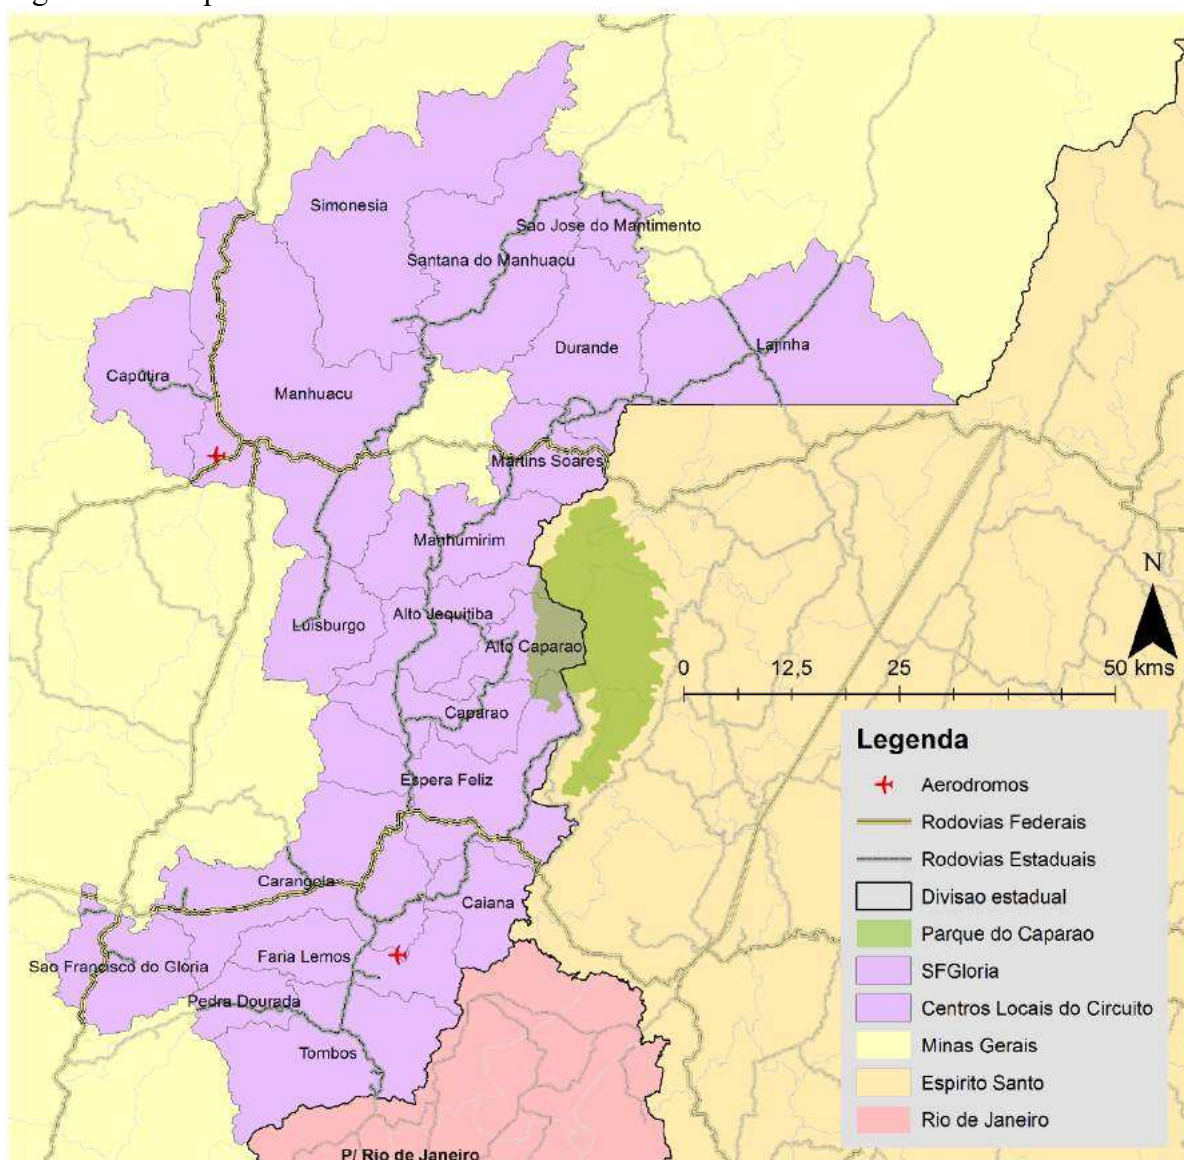 Simonesia
Sao Jose do Mantimento
Santana do Manhuaçu
Durande
Lajinha
Caputira
Manhuacu
Martins Soares
Manhumirim
Luisburgo
Alto Jequitiba
Alto Caparao
Caparao
Espera Feliz
Carangola
Caiana
Faria Lemos
Sao Francisco do Gloria
Pedra Dourada
Tombos
P/ Rio de Janeiro
N
0 12,5 25 50 kms
Legenda
Aerodromos
Rodovias Federais
Rodovias Estaduais
Divisao estadual
Parque do Caparao
SFGloria
Centros Locais do Circuito
Minas Gerais
Espirito Santo
Rio de Janeiro